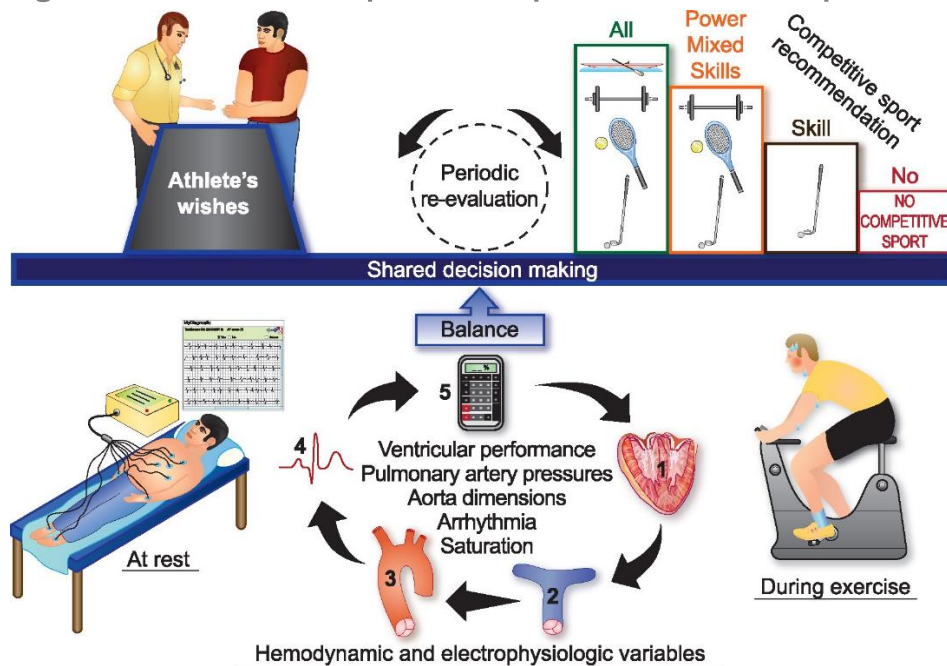 All
Power
Mixed
Skills
Competitive sport
recommendation
Skill
No
NO
COMPETITIVE
SPORT
Athlete's
wishes
Periodic
re-evaluation
Shared decision making
Balance
5
%
4
1
Ventricular performance
Pulmonary artery pressures
Aorta dimensions
Arrhythmia
Saturation
3
2
At rest
During exercise
Hemodynamic and electrophysiologic variables